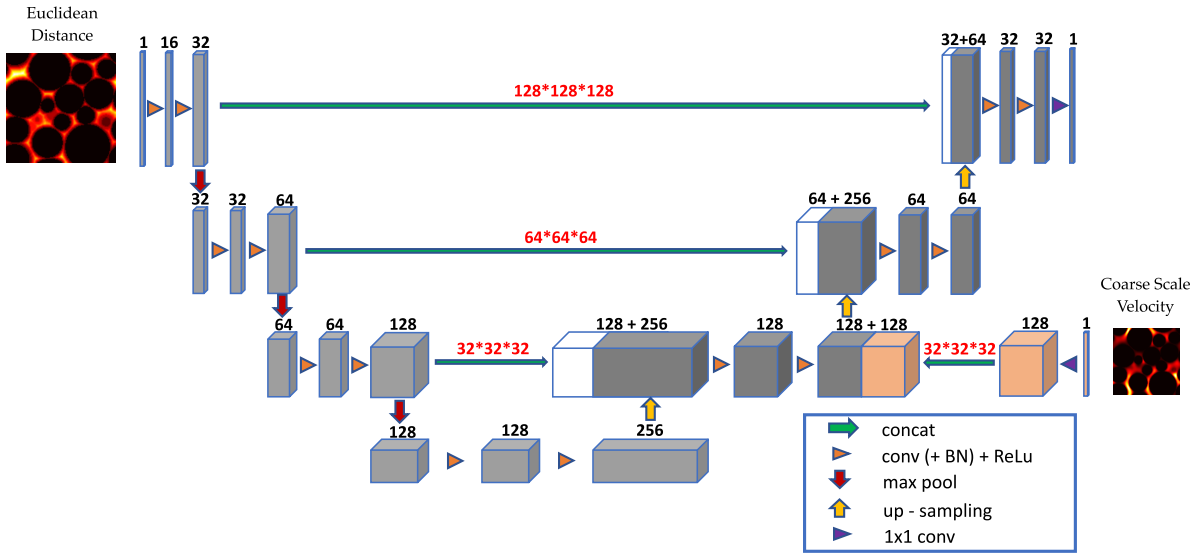 Euclidean
Distance
1 16 32
128*128*128
32+64 32 32 1
32 32 64
64*64*64
64 + 256 64 64
Coarse Scale
Velocity
64 64 128
32*32*32
128 + 256 128 128 + 128
32*32*32
128 1
128 128 256
concat
conv (+ BN) + ReLu
max pool
up - sampling
1x1 conv